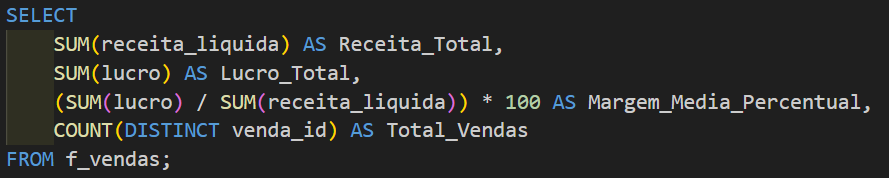 SELECT
    SUM(receita_liquida) AS Receita_Total,
    SUM(lucro) AS Lucro_Total,
    (SUM(lucro) / SUM(receita_liquida)) * 100 AS Margem_Media_Percentual,
    COUNT(DISTINCT venda_id) AS Total_Vendas
FROM f_vendas;